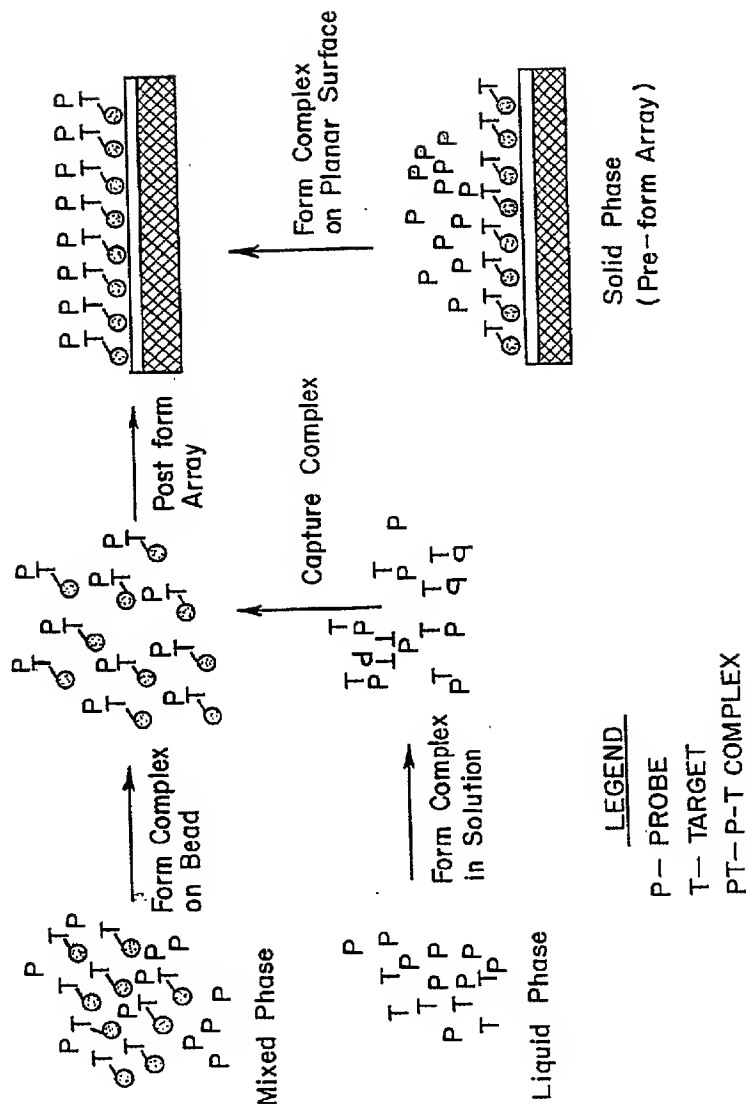 Mixed Phase
Form Complex
on Bead
Post form
Array
Liquid Phase
Form Complex
in Solution
Capture Complex
Form Complex
on Planar Surface
Solid Phase
(Pre-form Array)
LEGEND
P— PROBE
T— TARGET
PT— P-T COMPLEX